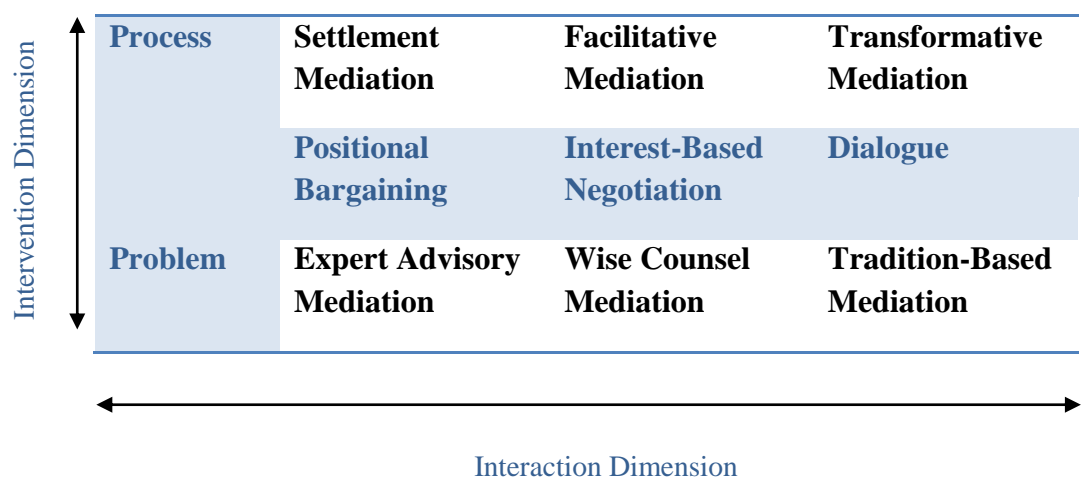 Intervention Dimension
Process Settlement Facilitative Transformative
Mediation Mediation Mediation
Positional Interest-Based Dialogue
Bargaining Negotiation
Problem Expert Advisory Wise Counsel Tradition-Based
Mediation Mediation Mediation
Interaction Dimension